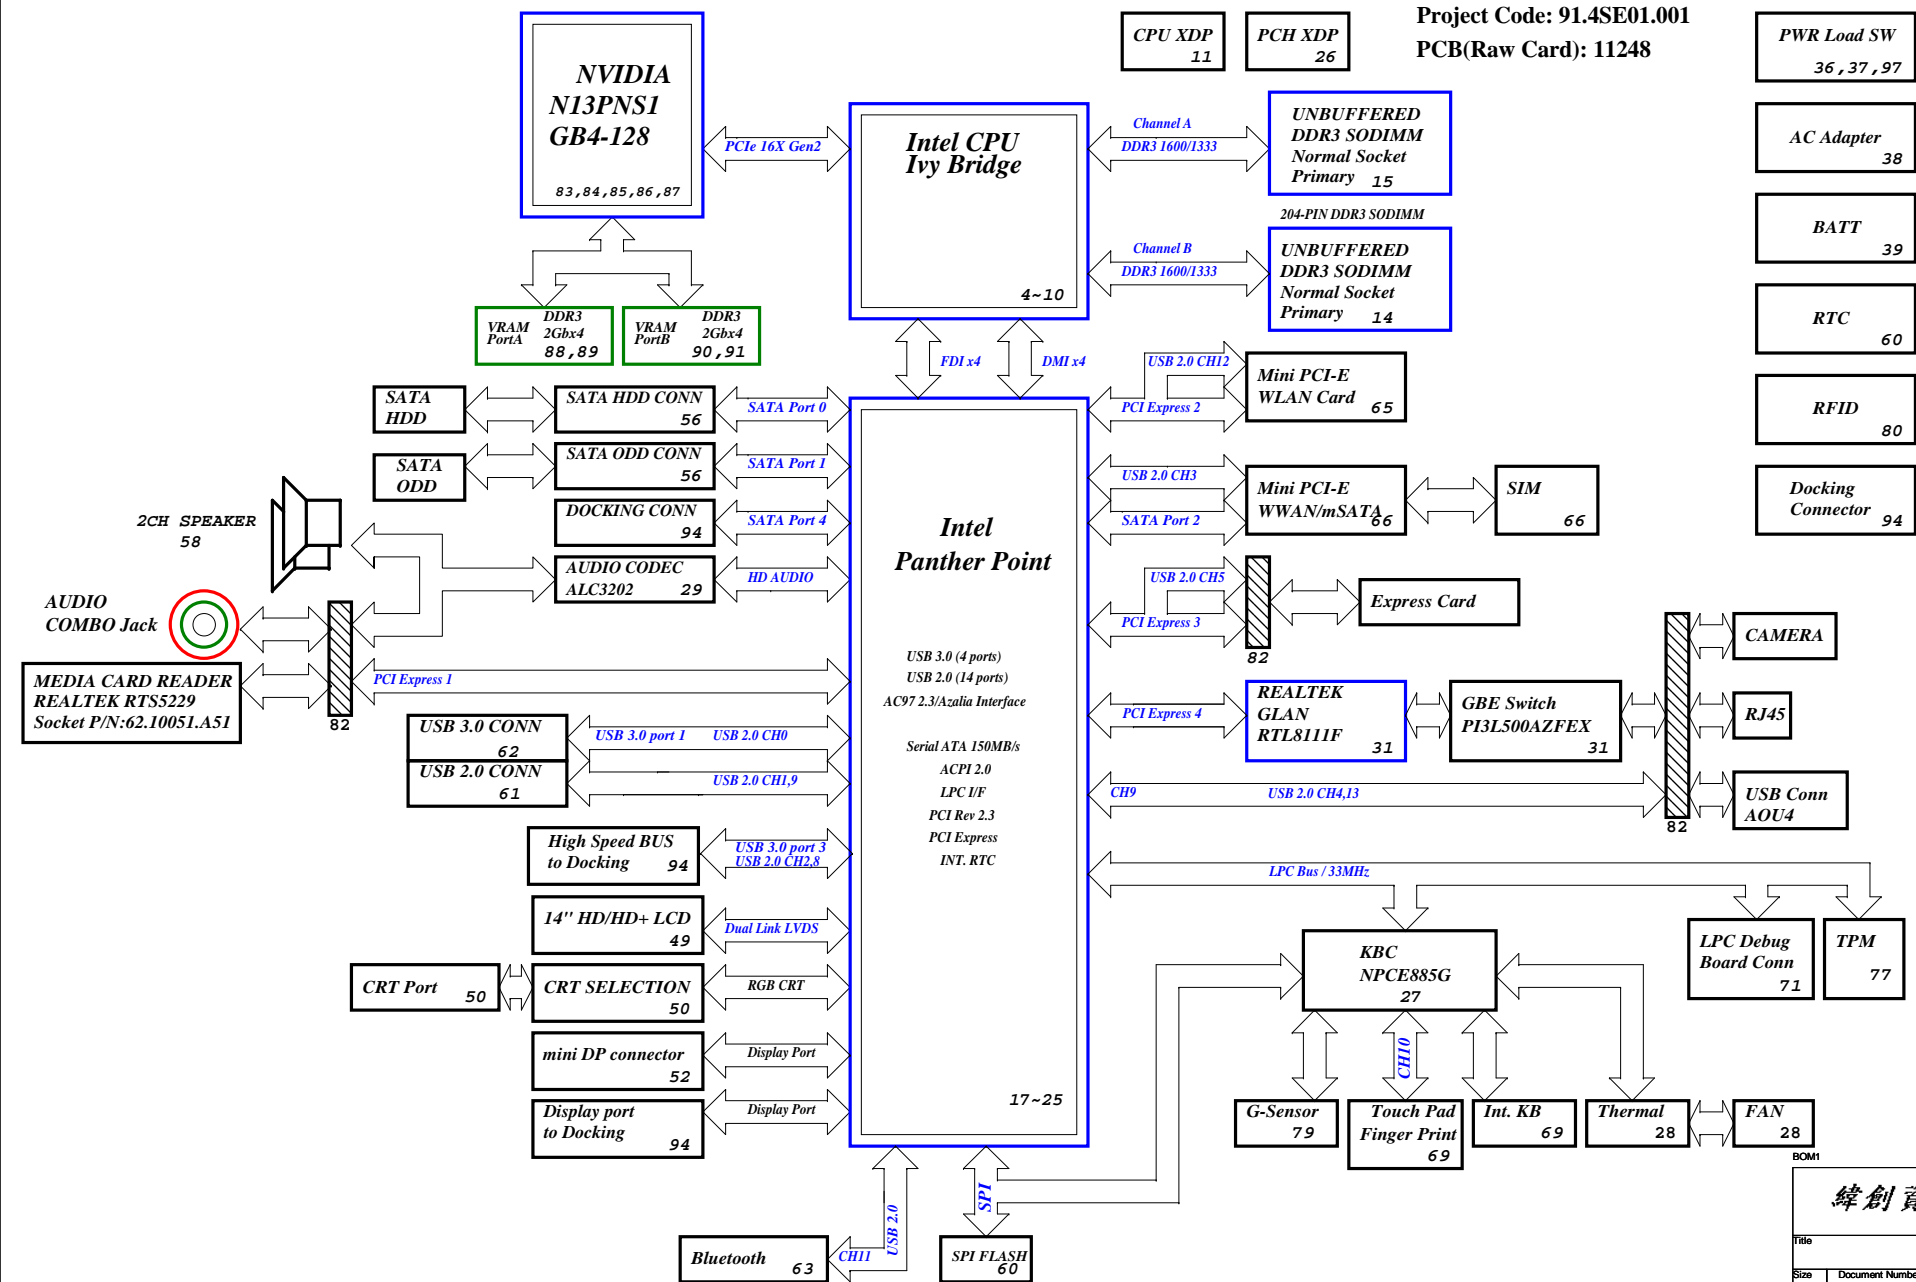 Project Code: 91.4SE01.001
PCB(Raw Card): 11248
CPU XDP
11
PCH XDP
26
PWR Load SW
36,37,97
AC Adapter
38
BATT
39
RTC
60
RFID
80
Docking
Connector
94
NVIDIA
N13PNS1
GB4-128
83,84,85,86,87
PCIe 16X Gen2
Intel CPU
Ivy Bridge
4~10
Channel A
DDR3 1600/1333
UNBUFFERED
DDR3 SODIMM
Normal Socket
Primary 15
204-PIN DDR3 SODIMM
Channel B
DDR3 1600/1333
UNBUFFERED
DDR3 SODIMM
Normal Socket
Primary 14
VRAM
PortA
DDR3
2Gbx4
88,89
VRAM
PortB
DDR3
2Gbx4
90,91
FDI x4
DMI x4
SATA
HDD
SATA HDD CONN
56
SATA Port 0
SATA
ODD
SATA ODD CONN
56
SATA Port 1
DOCKING CONN
94
SATA Port 4
2CH SPEAKER
58
AUDIO CODEC
ALC3202 29
HD AUDIO
AUDIO
COMBO Jack
MEDIA CARD READER
REALTEK RTS5229
Socket P/N:62.10051.A51
82
PCI Express 1
USB 3.0 CONN
62
USB 3.0 port 1
USB 2.0 CH0
USB 2.0 CONN
61
USB 2.0 CH1,9
High Speed BUS
to Docking 94
USB 3.0 port 3
USB 2.0 CH2,8
14" HD/HD+ LCD
49
Dual Link LVDS
CRT Port 50
CRT SELECTION
50
RGB CRT
mini DP connector
52
Display Port
Display port
to Docking
94
Display Port
Intel
Panther Point
USB 3.0 (4 ports)
USB 2.0 (14 ports)
AC97 2.3/Azalia Interface
Serial ATA 150MB/s
ACPI 2.0
LPC I/F
PCI Rev 2.3
PCI Express
INT. RTC
17~25
USB 2.0 CH12
PCI Express 2
Mini PCI-E
WLAN Card
65
USB 2.0 CH3
SATA Port 2
Mini PCI-E
WWAN/mSATA
66
SIM
66
USB 2.0 CH5
PCI Express 3
82
Express Card
PCI Express 4
REALTEK
GLAN
RTL8111F
31
GBE Switch
PI3L500AZFEX
31
CAMERA
RJ45
USB Conn
AOU4
CH9
USB 2.0 CH4,13
82
LPC Bus / 33MHz
KBC
NPCE885G
27
LPC Debug
Board Conn
71
TPM
77
CH10
G-Sensor
79
Touch Pad
Finger Print
69
Int. KB
69
Thermal
28
FAN
28
USB 2.0
CH11
Bluetooth
63
SPI
SPI FLASH
60
BOM1
緯創
Title
Size